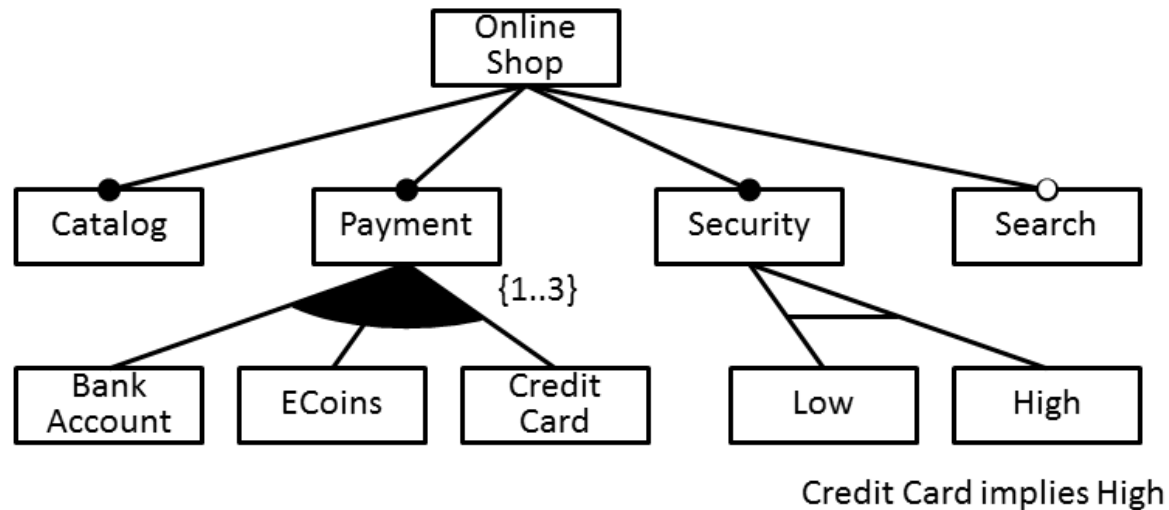 Online
Shop
Catalog
Payment
Security
Search
{1..3}
Bank
Account
ECoins
Credit
Card
Low
High
Credit Card implies High